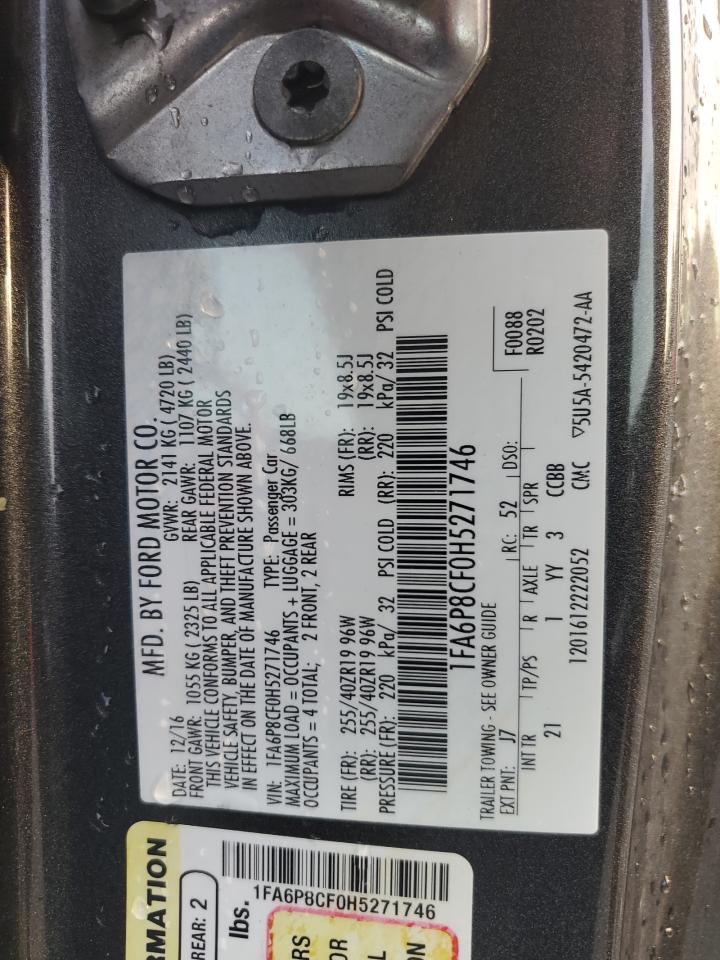 MFD. BY FORD MOTOR CO.
DATE: 12/16 GVWR: 2141 KG ( 4720 LB)
FRONT GAWR: 1055 KG ( 2325 LB) REAR GAWR: 1107 KG ( 2440 LB)
THIS VEHICLE CONFORMS TO ALL APPLICABLE FEDERAL MOTOR
VEHICLE SAFETY, BUMPER, AND THEFT PREVENTION STANDARDS
IN EFFECT ON THE DATE OF MANUFACTURE SHOWN ABOVE.
VIN: 1FA6P8CF0H5271746 TYPE: Passenger Car
MAXIMUM LOAD = OCCUPANTS + LUGGAGE = 303KG/ 668LB
OCCUPANTS = 4 TOTAL; 2 FRONT, 2 REAR
TIRE (FR): 255/40ZR19 96W RIMS (FR): 19x8.5J
(RR): 255/40ZR19 96W (RR): 19x8.5J
PRESSURE (FR): 220 kPa/ 32 PSI COLD (RR): 220 kPa/ 32 PSI COLD
1FA6P8CF0H5271746
TRAILER TOWING - SEE OWNER GUIDE
EXT PNT: J7 RC: 52 DSO: F0088
R0202
INT TR TP/PS R AXLE TR SPR
21 1 YY 3 CCBB
1201612222052 CMC ▽5U5A-5420472-AA
RMATION
REAR: 2
lbs.
1FA6P8CF0H5271746
RS
OR
ON